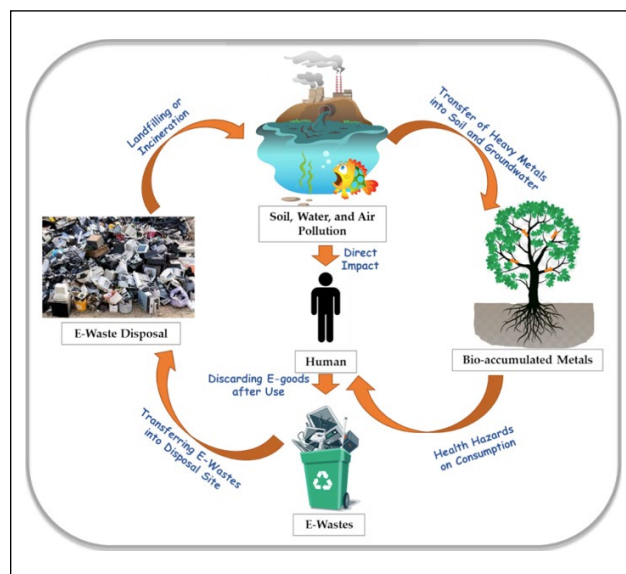 Landfilling or
Incineration
Transfer of Heavy Metals
into Soil and Groundwater
Soil, Water, and Air
Pollution
Direct
Impact
E-Waste Disposal
Human
Bio-accumulated Metals
Discarding E-goods
after Use
Transferring E-Wastes
into Disposal Site
Health Hazards
on Consumption
E-Wastes